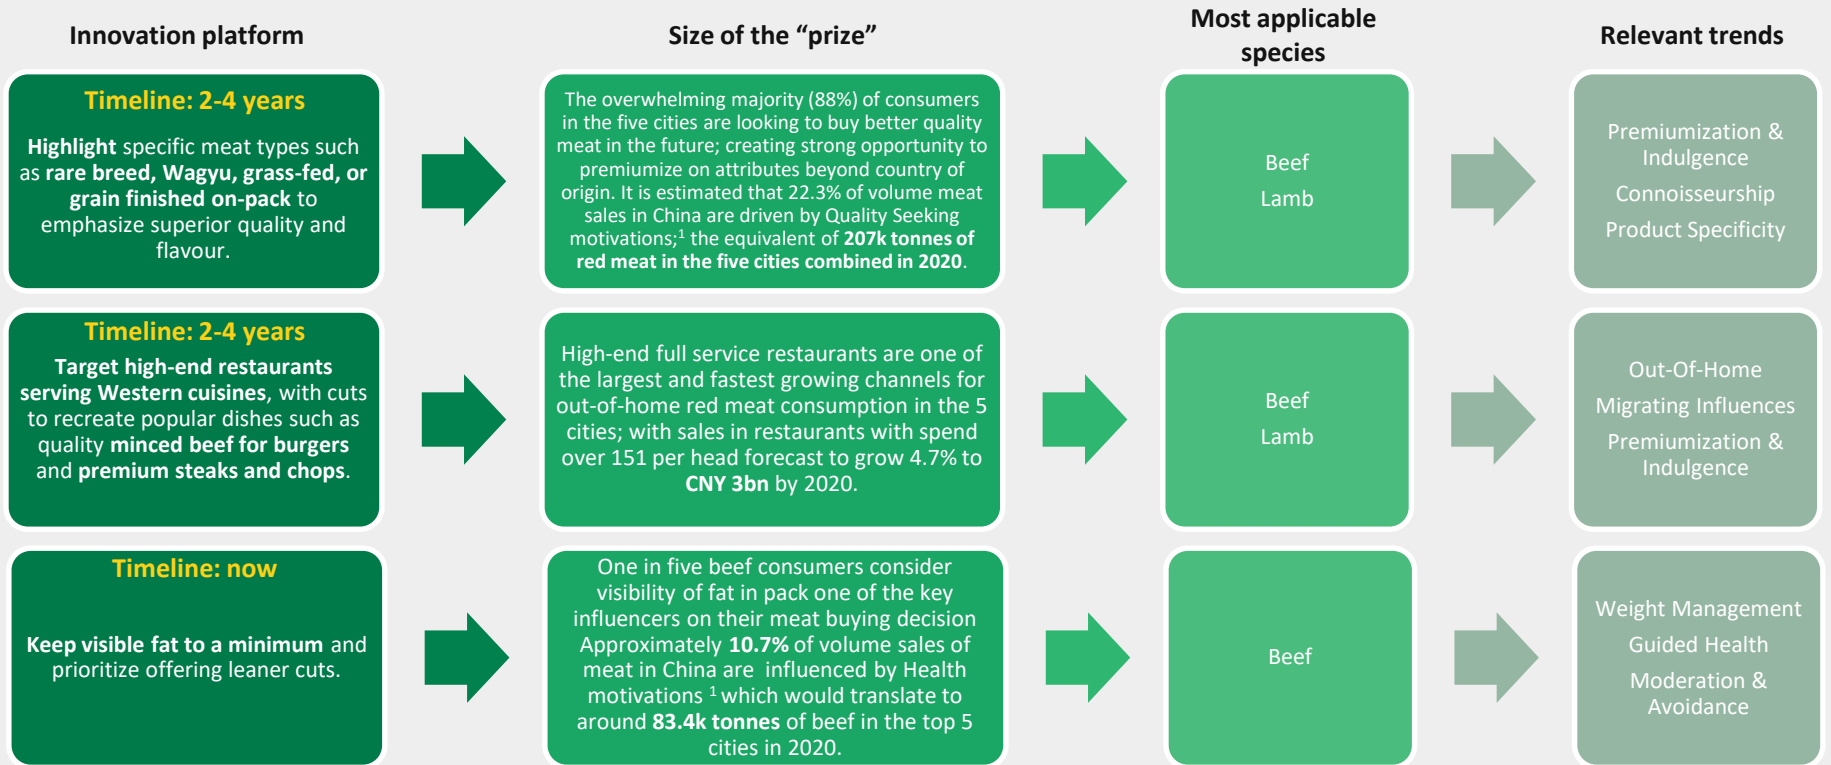 Innovation platform
Size of the “prize”
Most applicable
species
Relevant trends
Timeline: 2-4 years
Highlight specific meat types such
as rare breed, Wagyu, grass-fed, or
grain finished on-pack to
emphasize superior quality and
flavour.
The overwhelming majority (88%) of consumers
in the five cities are looking to buy better quality
meat in the future; creating strong opportunity to
premiumize on attributes beyond country of
origin. It is estimated that 22.3% of volume meat
sales in China are driven by Quality Seeking
motivations;1 the equivalent of 207k tonnes of
red meat in the five cities combined in 2020.
Beef
Lamb
Premiumization &
Indulgence
Connoisseurship
Product Specificity
Timeline: 2-4 years
Target high-end restaurants
serving Western cuisines, with cuts
to recreate popular dishes such as
quality minced beef for burgers
and premium steaks and chops.
High-end full service restaurants are one of
the largest and fastest growing channels for
out-of-home red meat consumption in the 5
cities; with sales in restaurants with spend
over 151 per head forecast to grow 4.7% to
CNY 3bn by 2020.
Beef
Lamb
Out-Of-Home
Migrating Influences
Premiumization &
Indulgence
Timeline: now
Keep visible fat to a minimum and
prioritize offering leaner cuts.
One in five beef consumers consider
visibility of fat in pack one of the key
influencers on their meat buying decision
Approximately 10.7% of volume sales of
meat in China are influenced by Health
motivations 1 which would translate to
around 83.4k tonnes of beef in the top 5
cities in 2020.
Beef
Weight Management
Guided Health
Moderation &
Avoidance